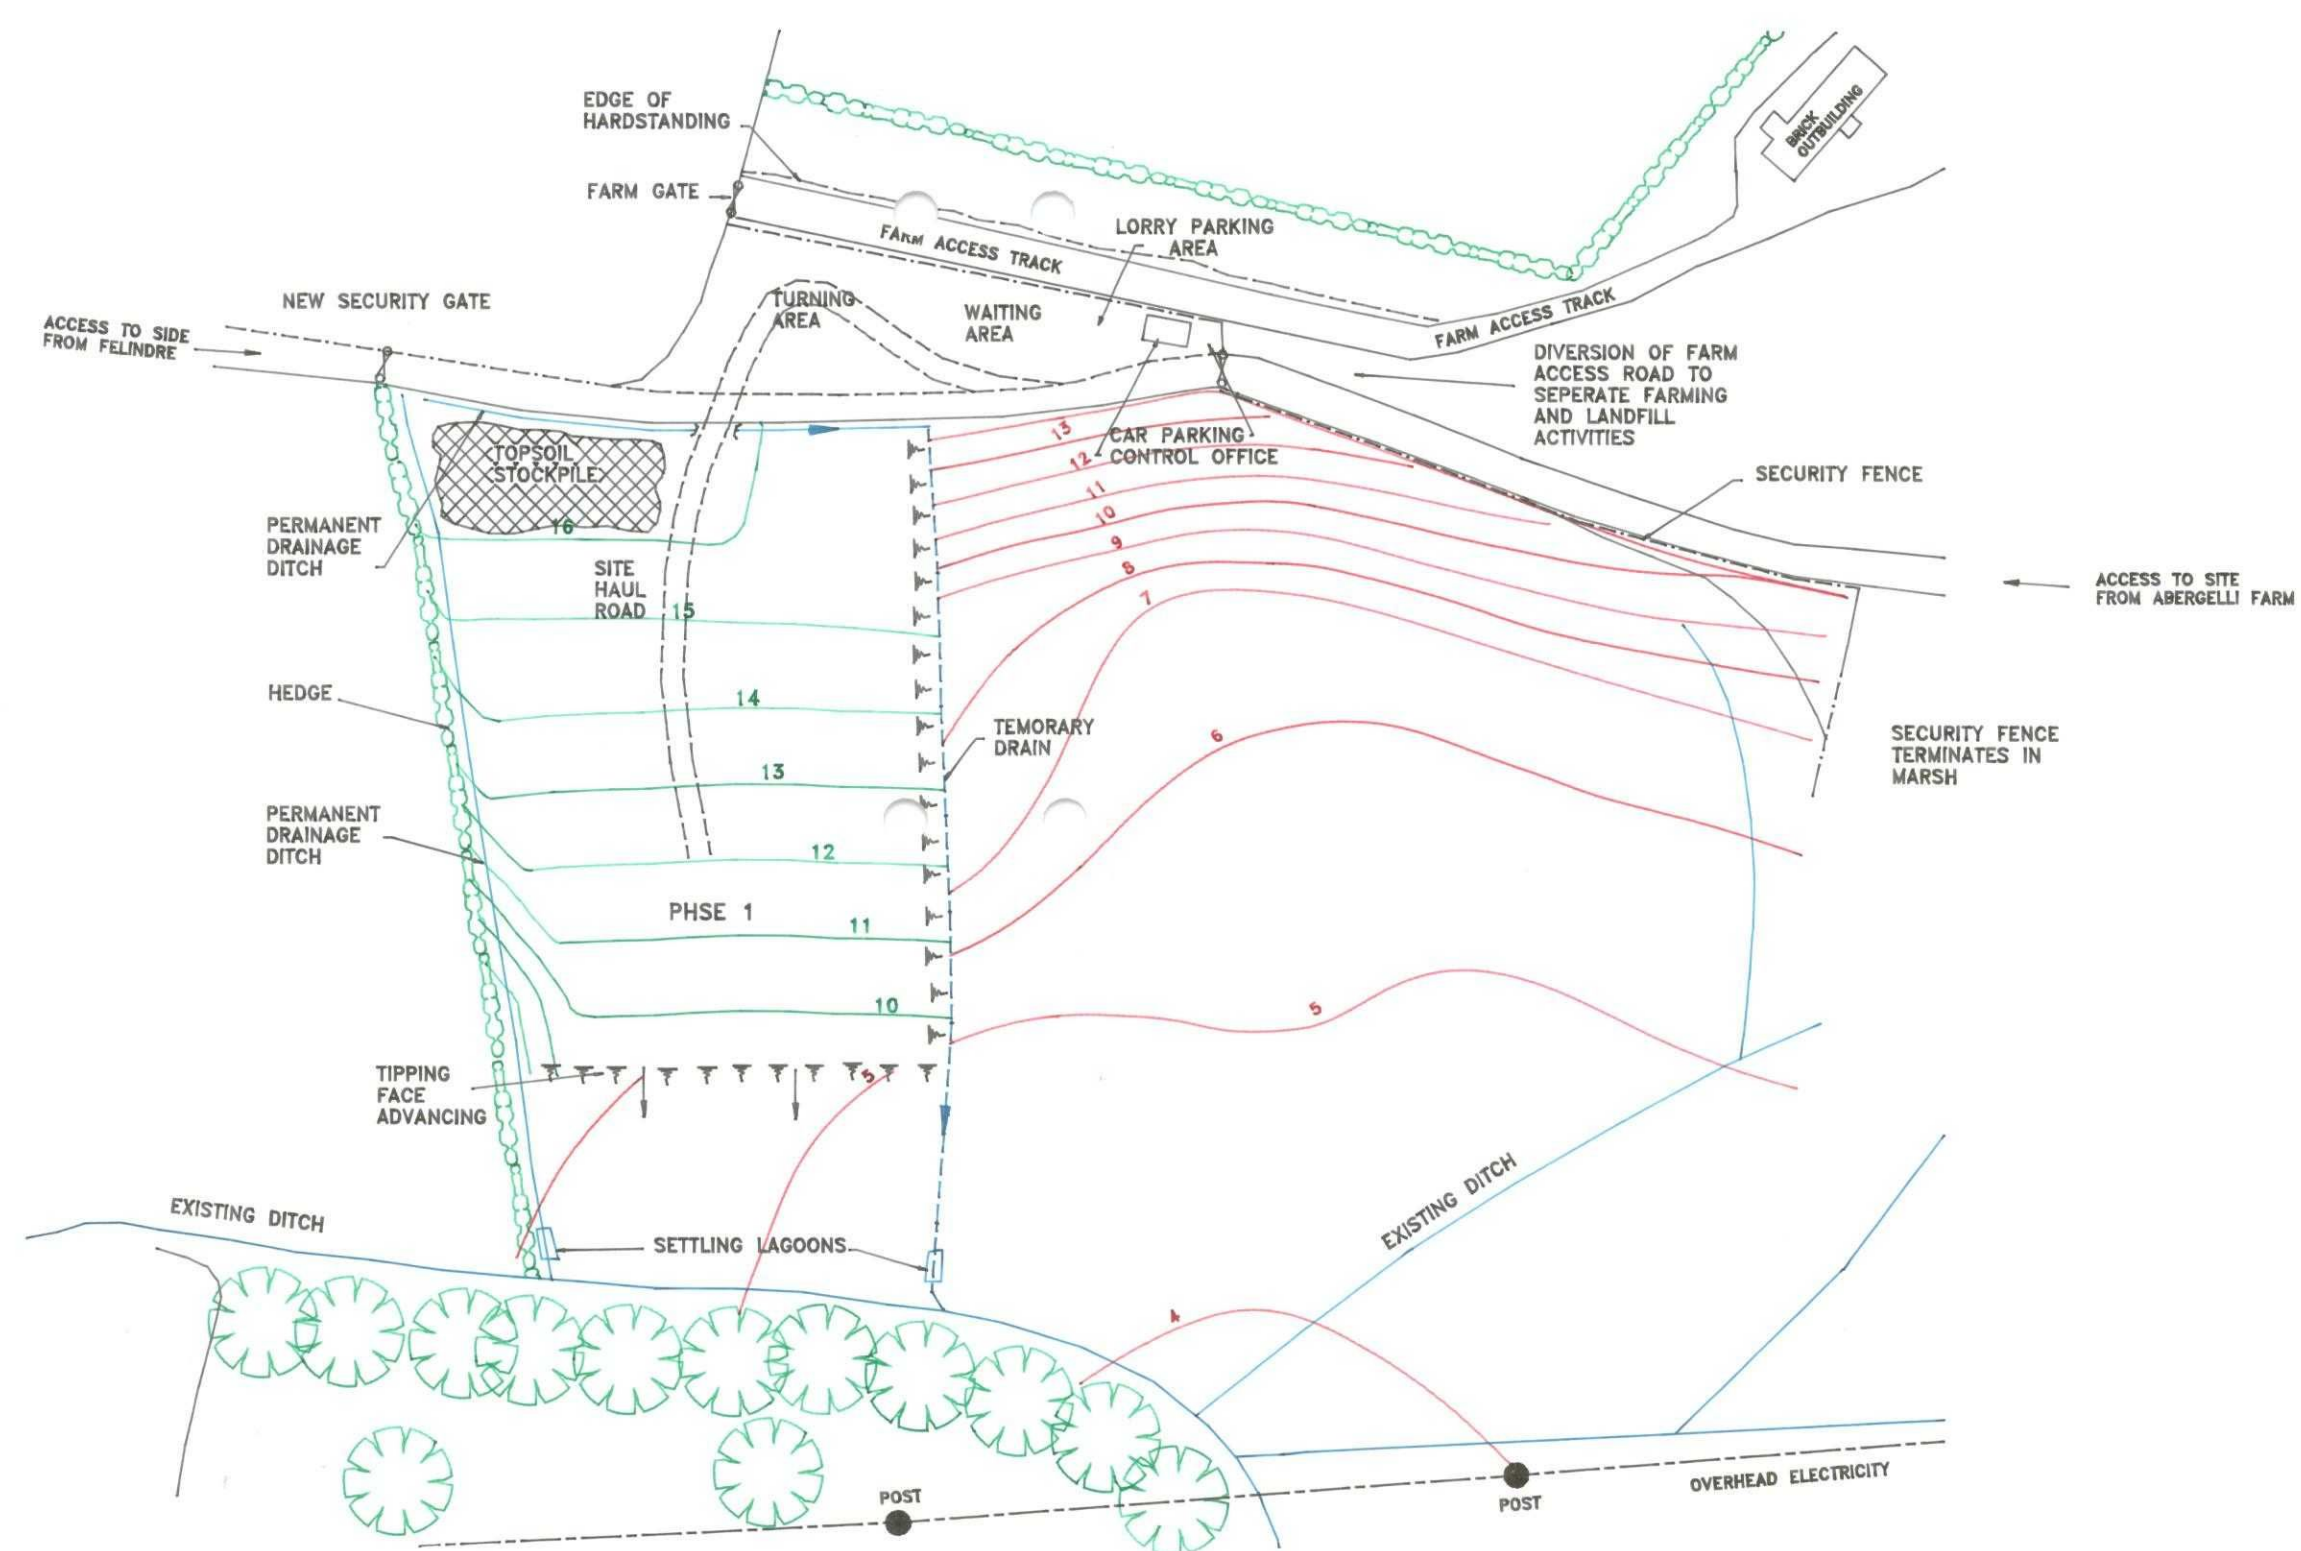 EDGE OF
HARDSTANDING
FARM GATE
BRICK
OUTBUILDING
LORRY PARKING
AREA
FARM ACCESS TRACK
NEW SECURITY GATE
TURNING
AREA
WAITING
AREA
FARM ACCESS TRACK
ACCESS TO SIDE
FROM FELINDRE
DIVERSION OF FARM
ACCESS ROAD TO
SEPERATE FARMING
AND LANDFILL
ACTIVITIES
13
CAR PARKING
CONTROL OFFICE
12
TOPSOIL
STOCKPILE
SECURITY FENCE
11
10
16
PERMANENT
DRAINAGE
DITCH
9
SITE
HAUL
ROAD
8
7
15
ACCESS TO SITE
FROM ABERGELLI FARM
HEDGE
14
TEMORARY
DRAIN
6
SECURITY FENCE
TERMINATES IN
MARSH
13
PERMANENT
DRAINAGE
DITCH
12
PHSE 1
11
10
5
TIPPING
FACE
ADVANCING
5
EXISTING DITCH
EXISTING DITCH
SETTLING LAGOONS
4
POST
POST
OVERHEAD ELECTRICITY